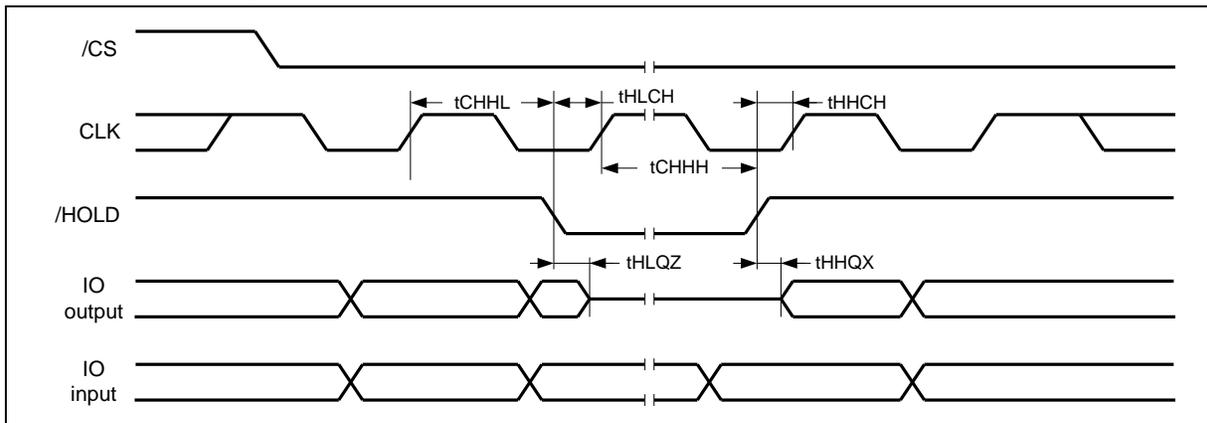 /CS
tCHHL
tHLCH
tHHCH
CLK
tCHHH
/HOLD
tHLQZ
tHHQX
IO
output
IO
input